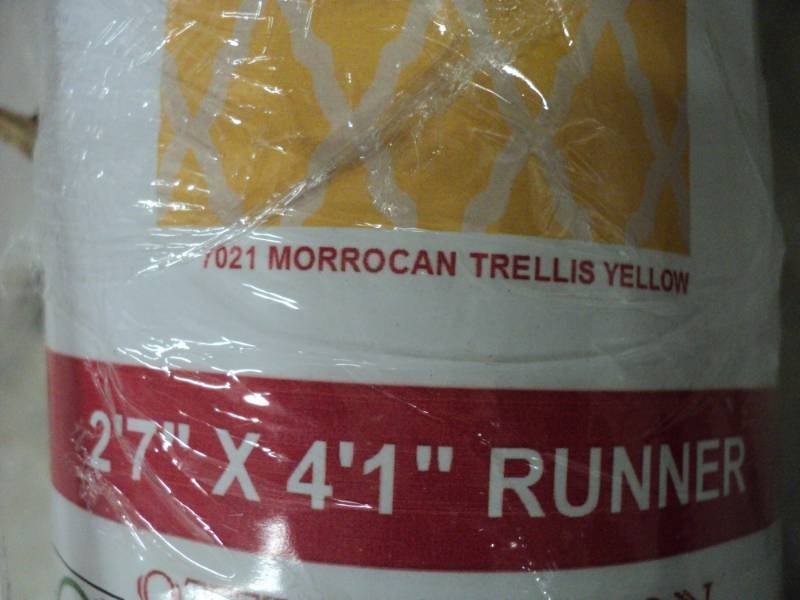 7021 MORROCAN TRELLIS YELLOW
2'7" X 4'1" RUNNER